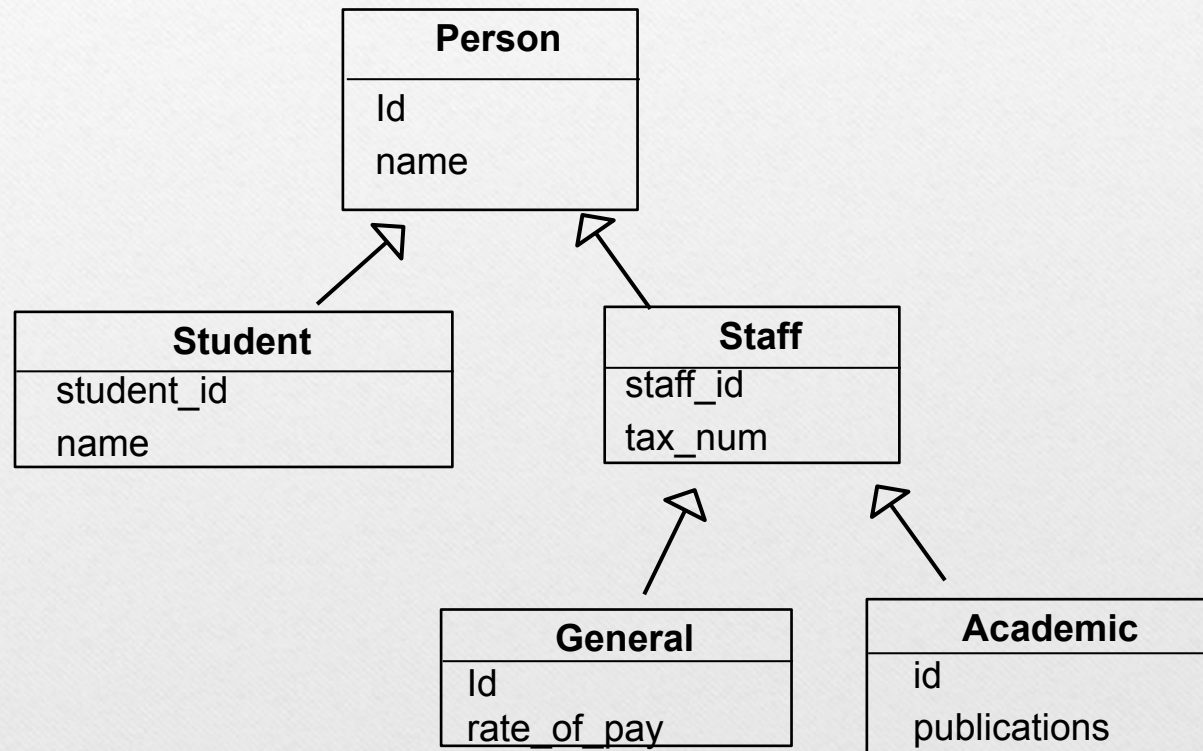 Person
Id
name
Student
student_id
name
Staff
staff_id
tax_num
General
Id
rate_of_pay
Academic
id
publications